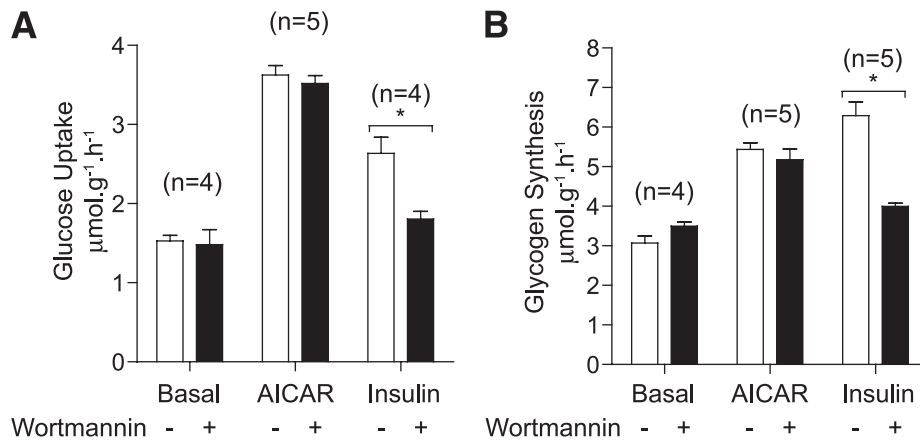 A
(n=5)
4
3
2
1
0
Glucose Uptake
µmol.g⁻¹.h⁻¹
(n=4)
(n=4)
*
Basal AICAR Insulin
Wortmannin - + - + - +
B
8
7
6
5
4
3
2
1
0
Glycogen Synthesis
µmol.g⁻¹.h⁻¹
(n=4)
(n=5)
(n=5)
*
Basal AICAR Insulin
Wortmannin - + - + - +